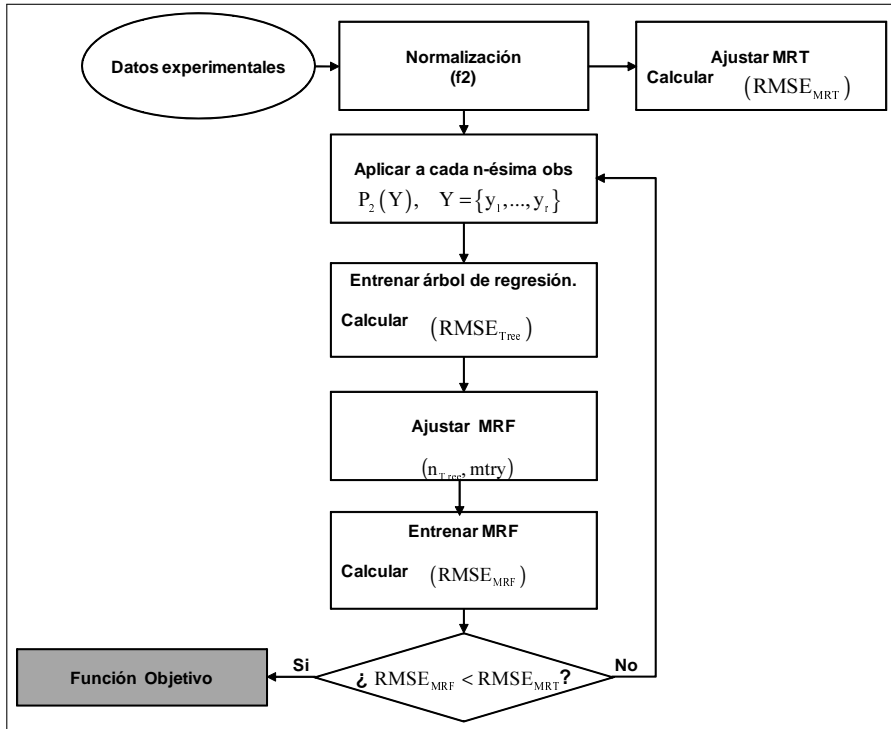 Datos experimentales
Normalización
(f2)
Ajustar MRT
Calcular (RMSE_MRT)
Aplicar a cada n-ésima obs
P_2(Y), Y={y_1,...,y_r}
Entrenar árbol de regresión.
Calcular (RMSE_Tree)
Ajustar MRF
(n_Tree, mtry)
Entrenar MRF
Calcular (RMSE_MRF)
¿ RMSE_MRF < RMSE_MRT?
Si
No
Función Objetivo